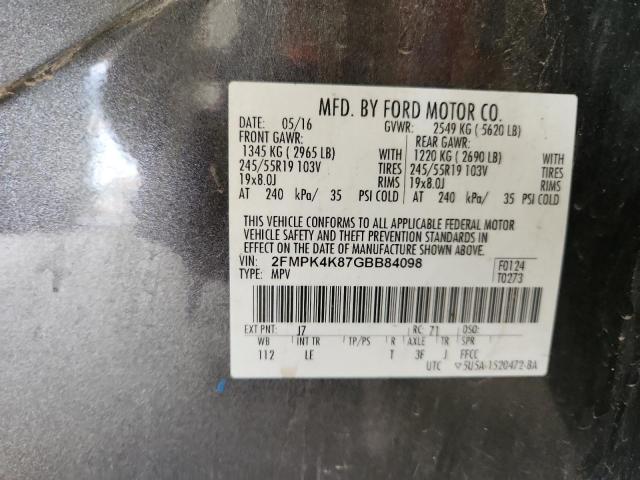 MFD. BY FORD MOTOR CO.
DATE: 05/16 GVWR: 2549 KG ( 5620 LB)
FRONT GAWR: REAR GAWR:
1345 KG ( 2965 LB) WITH 1220 KG ( 2690 LB) WITH
245/55R19 103V TIRES 245/55R19 103V TIRES
19x8.0J RIMS 19x8.0J RIMS
AT 240 kPa/ 35 PSI COLD AT 240 kPa/ 35 PSI COLD
THIS VEHICLE CONFORMS TO ALL APPLICABLE FEDERAL MOTOR
VEHICLE SAFETY AND THEFT PREVENTION STANDARDS IN
EFFECT ON THE DATE OF MANUFACTURE SHOWN ABOVE.
VIN: 2FMPK4K87GBB84098 F0124
TYPE: MPV T0273
EXT PNT: J7 RC: 71 DSO:
WB INT TR TP/PS R AXLE TR SPR
112 LE T 3F J FFCC
UTC ▽5U5A-1520472-BA